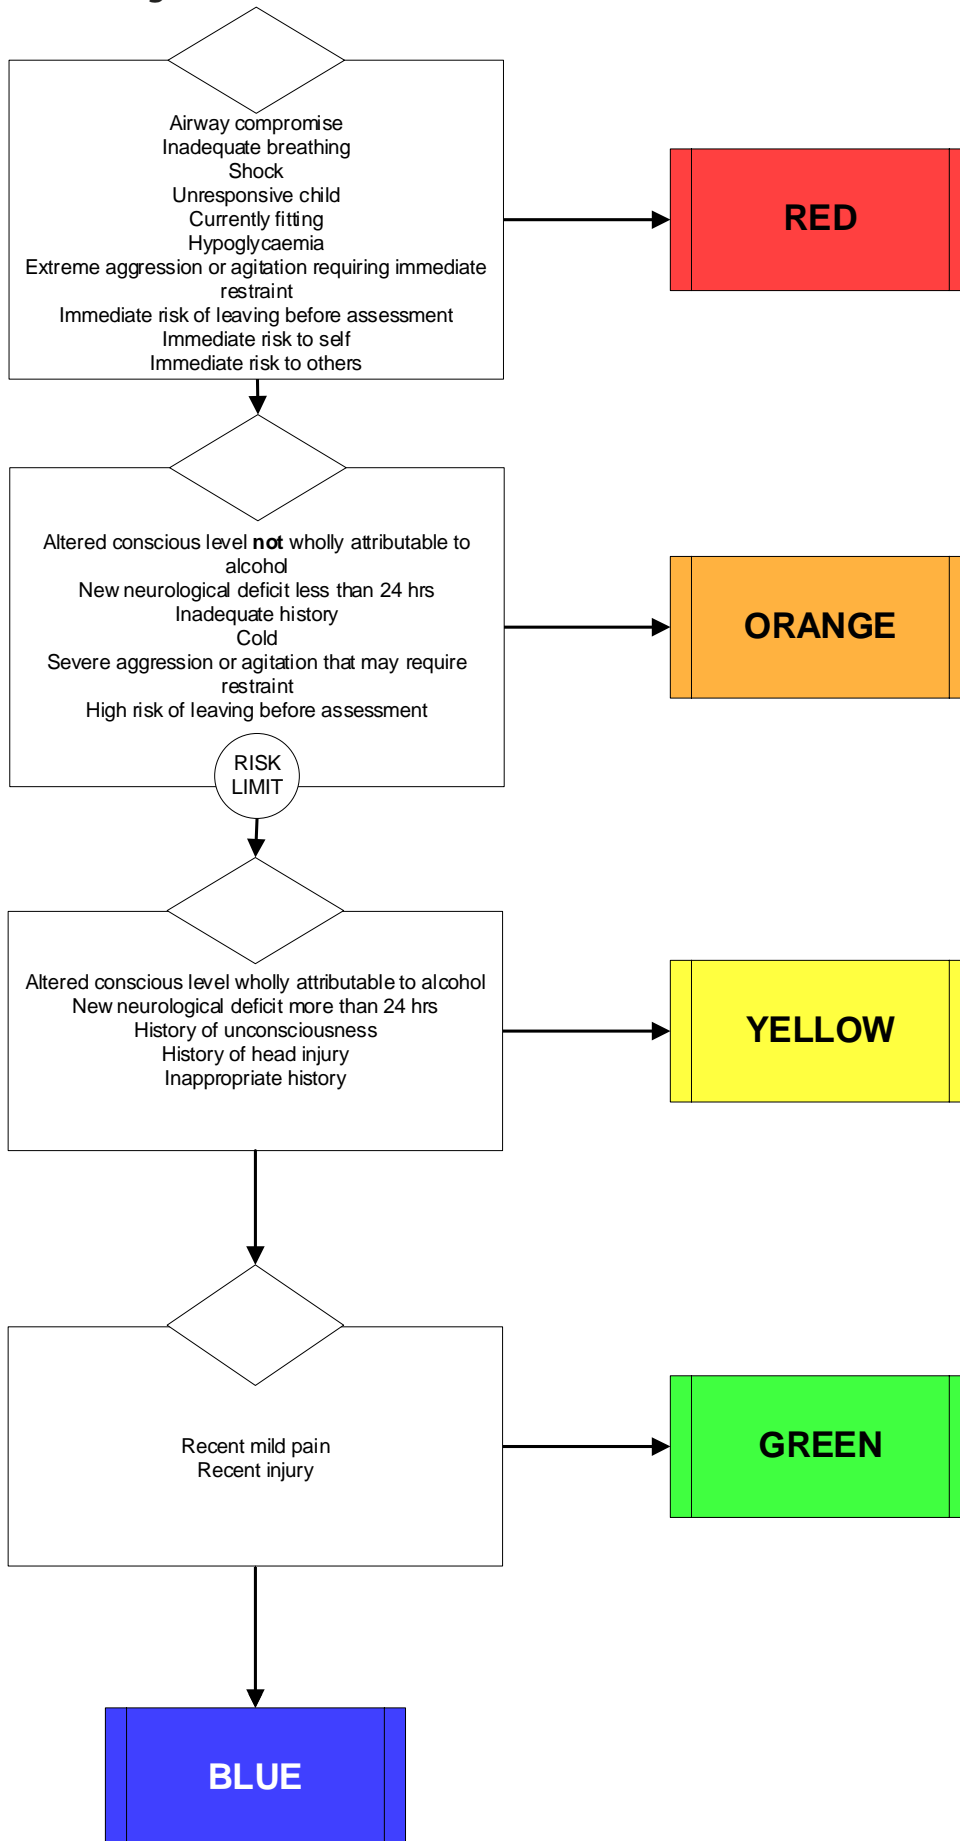 Airway compromise
Inadequate breathing
Shock
Unresponsive child
Currently fitting
Hypoglycaemia
Extreme aggression or agitation requiring immediate
restraint
Immediate risk of leaving before assessment
Immediate risk to self
Immediate risk to others
RED
Altered conscious level not wholly attributable to
alcohol
New neurological deficit less than 24 hrs
Inadequate history
Cold
Severe aggression or agitation that may require
restraint
High risk of leaving before assessment
RISK
LIMIT
ORANGE
Altered conscious level wholly attributable to alcohol
New neurological deficit more than 24 hrs
History of unconsciousness
History of head injury
Inappropriate history
YELLOW
Recent mild pain
Recent injury
GREEN
BLUE